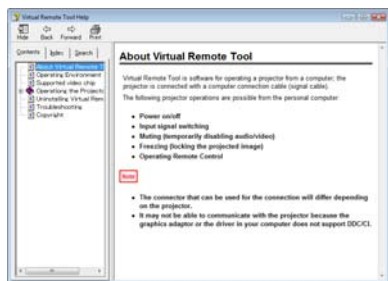 Virtual Remote Tool Help
Hide Back Forward Print
Contents Index Search
About Virtual Remote T
Operating Environment
Supported video chip
Operating the Projecto
Uninstalling Virtual Rem
Troubleshooting
Copyright
About Virtual Remote Tool
Virtual Remote Tool is software for operating a projector from a computer; the
projector is connected with a computer connection cable (signal cable).
The following projector operations are possible from the personal computer:
• Power on/off
• Input signal switching
• Muting (temporarily disabling audio/video)
• Freezing (locking the projected image)
• Operating Remote Control
Note
• The connector that can be used for the connection will differ depending
on the projector.
• It may not be able to communicate with the projector because the
graphics adaptor or the driver in your computer does not support DDC/CI.